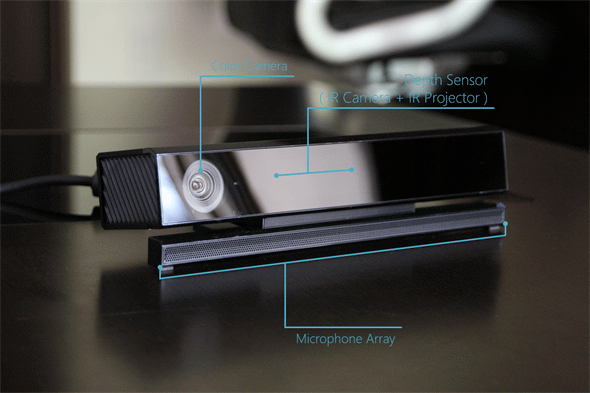 Color Camera
Depth Sensor
( IR Camera + IR Projector )
Microphone Array